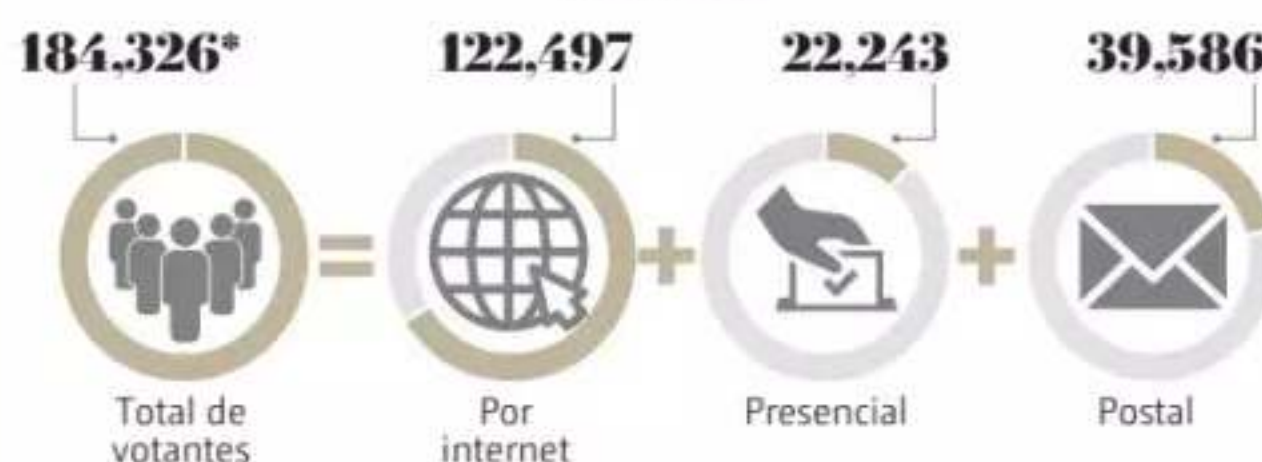 184,326*
122,497
22,243
39,586
=
+
+
Total de
votantes
Por
internet
Presencial
Postal